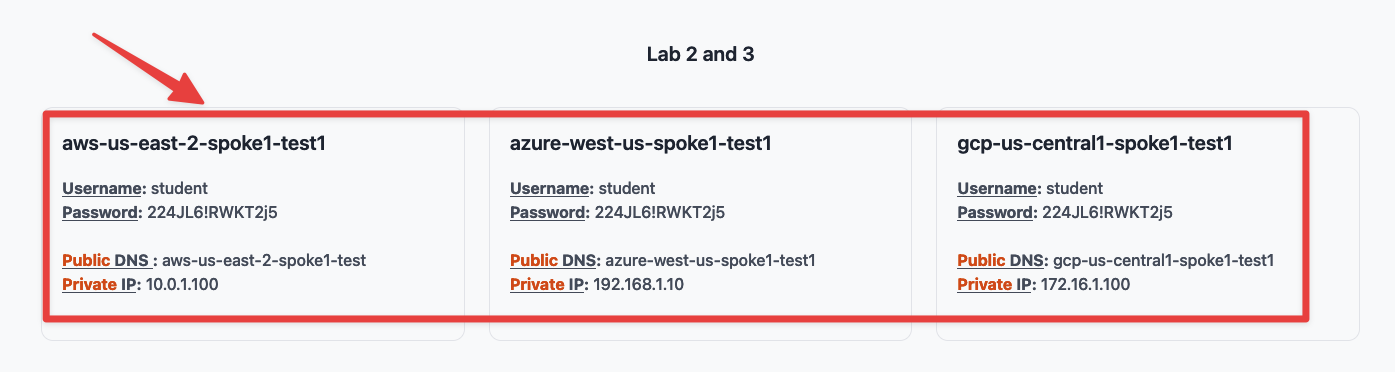 Lab 2 and 3
aws-us-east-2-spoke1-test1
Username: student
Password: 224JL6!RWKT2j5
Public DNS : aws-us-east-2-spoke1-test
Private IP: 10.0.1.100
azure-west-us-spoke1-test1
Username: student
Password: 224JL6!RWKT2j5
Public DNS: azure-west-us-spoke1-test1
Private IP: 192.168.1.10
gcp-us-central1-spoke1-test1
Username: student
Password: 224JL6!RWKT2j5
Public DNS: gcp-us-central1-spoke1-test1
Private IP: 172.16.1.100